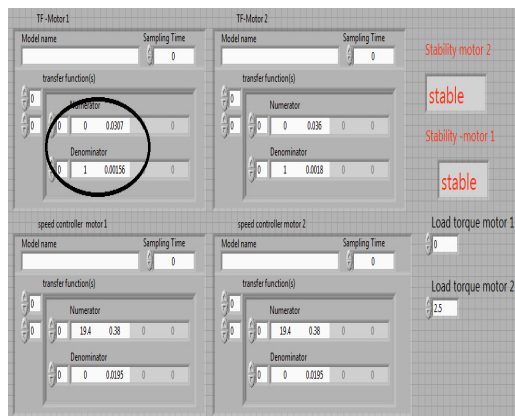 TF -Motor 1
TF-Motor 2
Model name
Sampling Time
0
Model name
Sampling Time
0
Stability motor 2
stable
transfer function(s)
0
0
Numerator
0 0 0.0307 0
Denominator
0 1 0.00156 0
transfer function(s)
0
0
Numerator
0 0 0.036 0 0
Denominator
0 1 0.0018 0 0
Stability -motor 1
stable
speed controller motor 1
speed controller motor 2
Load torque motor 1
0
Model name
Sampling Time
0
Model name
Sampling Time
0
Load torque motor 2
2.5
transfer function(s)
0
0
Numerator
0 19.4 0.38 0 0
Denominator
0 0 0.0195 0 0
transfer function(s)
0
0
Numerator
0 19.4 0.38 0 0
Denominator
0 0 0.0195 0 0